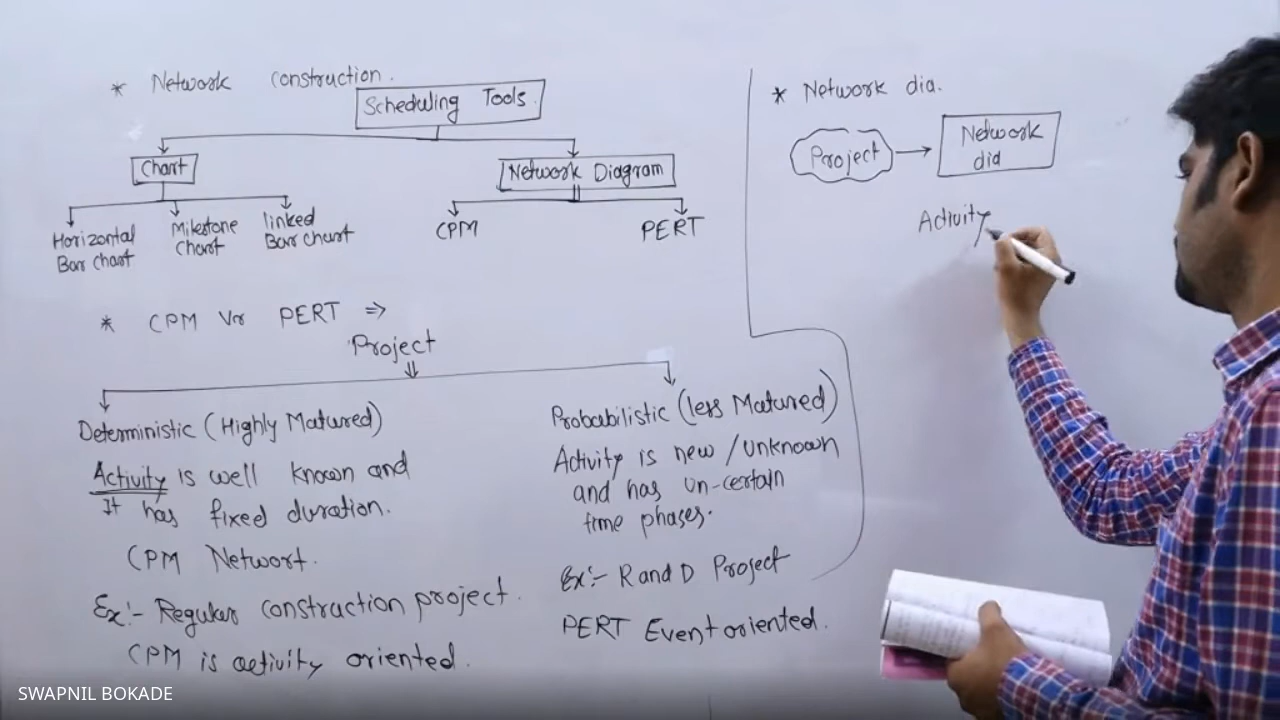 * Network construction.
Scheduling Tools.
Chart
Network Diagram
Horizontal
Bar chart
Milestone
Chart
linked
Bar chart
CPM
PERT
* CPM Vs PERT ⇒
Project
Deterministic (Highly Matured)
Activity is well known and
It has fixed duration.
CPM Networt.
Ex:- Regular construction project.
CPM is activity oriented.
Probabilistic (less Matured)
Activity is new / unknown
and has un-certain
time phases.
Ex:- R and D Project
PERT Event oriented.
* Network dia.
Project
Network
dia
Activity
SWAPNIL BOKADE